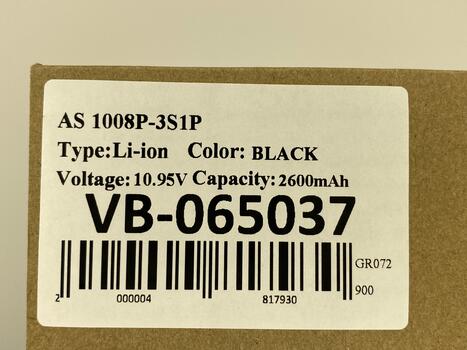 AS 1008P-3S1P
Type:Li-ion Color: BLACK
Voltage: 10.95V Capacity: 2600mAh
VB-065037
GR072
900
2 000004 817930